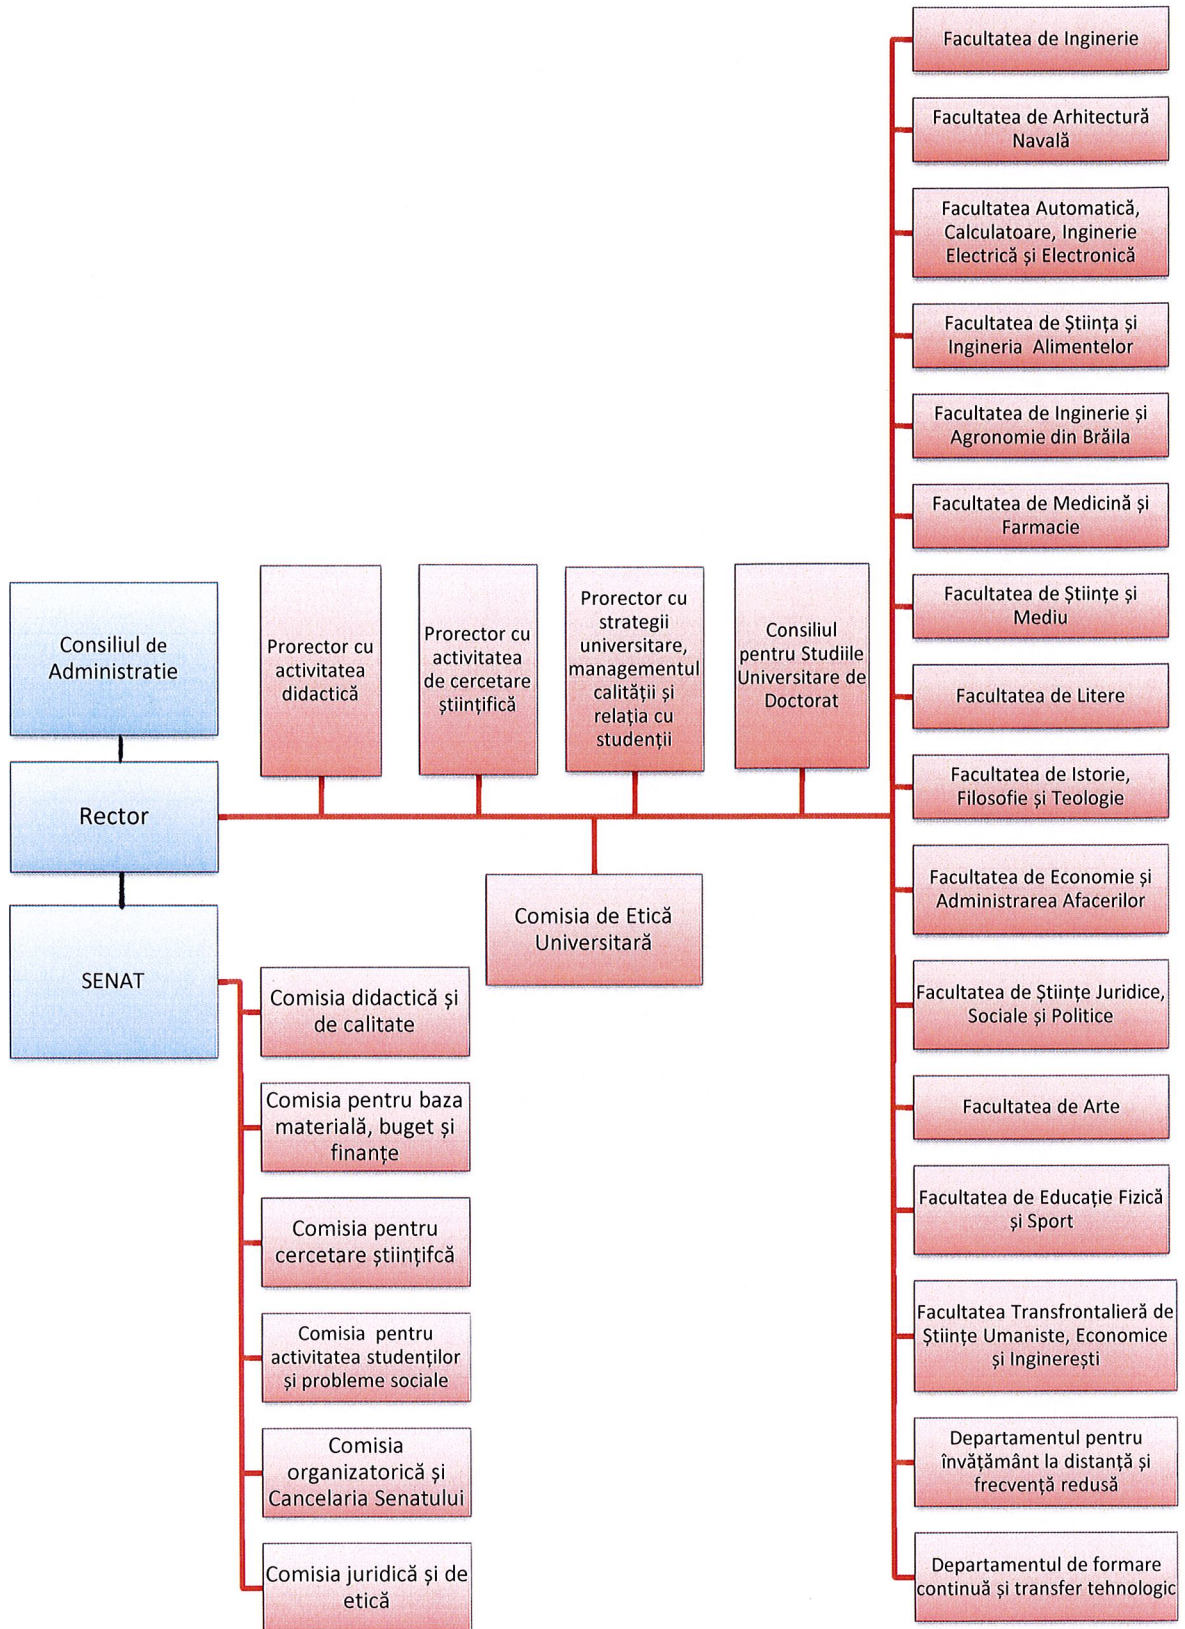 Consiliul de
Administratie
Rector
SENAT
Prorector cu
activitatea
didactică
Prorector cu
activitatea
de cercetare
științifică
Prorector cu
strategii
universitare,
managementul
calității și
relația cu
studenții
Consiliul
pentru Studiile
Universitare de
Doctorat
Comisia de Etică
Universitară
Comisia didactică și
de calitate
Comisia pentru baza
materială, buget și
finanțe
Comisia pentru
cercetare științifcă
Comisia pentru
activitatea studenților
și probleme sociale
Comisia
organizatorică și
Cancelaria Senatului
Comisia juridică și de
etică
Facultatea de Inginerie
Facultatea de Arhitectură
Navală
Facultatea Automatică,
Calculatoare, Inginerie
Electrică și Electronică
Facultatea de Știința și
Ingineria Alimentelor
Facultatea de Inginerie și
Agronomie din Brăila
Facultatea de Medicină și
Farmacie
Facultatea de Științe și
Mediu
Facultatea de Litere
Facultatea de Istorie,
Filosofie și Teologie
Facultatea de Economie și
Administrarea Afacerilor
Facultatea de Științe Juridice,
Sociale și Politice
Facultatea de Arte
Facultatea de Educație Fizică
și Sport
Facultatea Transfrontalieră de
Științe Umaniste, Economice
și Inginerești
Departamentul pentru
învățământ la distanță și
frecvență redusă
Departamentul de formare
continuă și transfer tehnologic